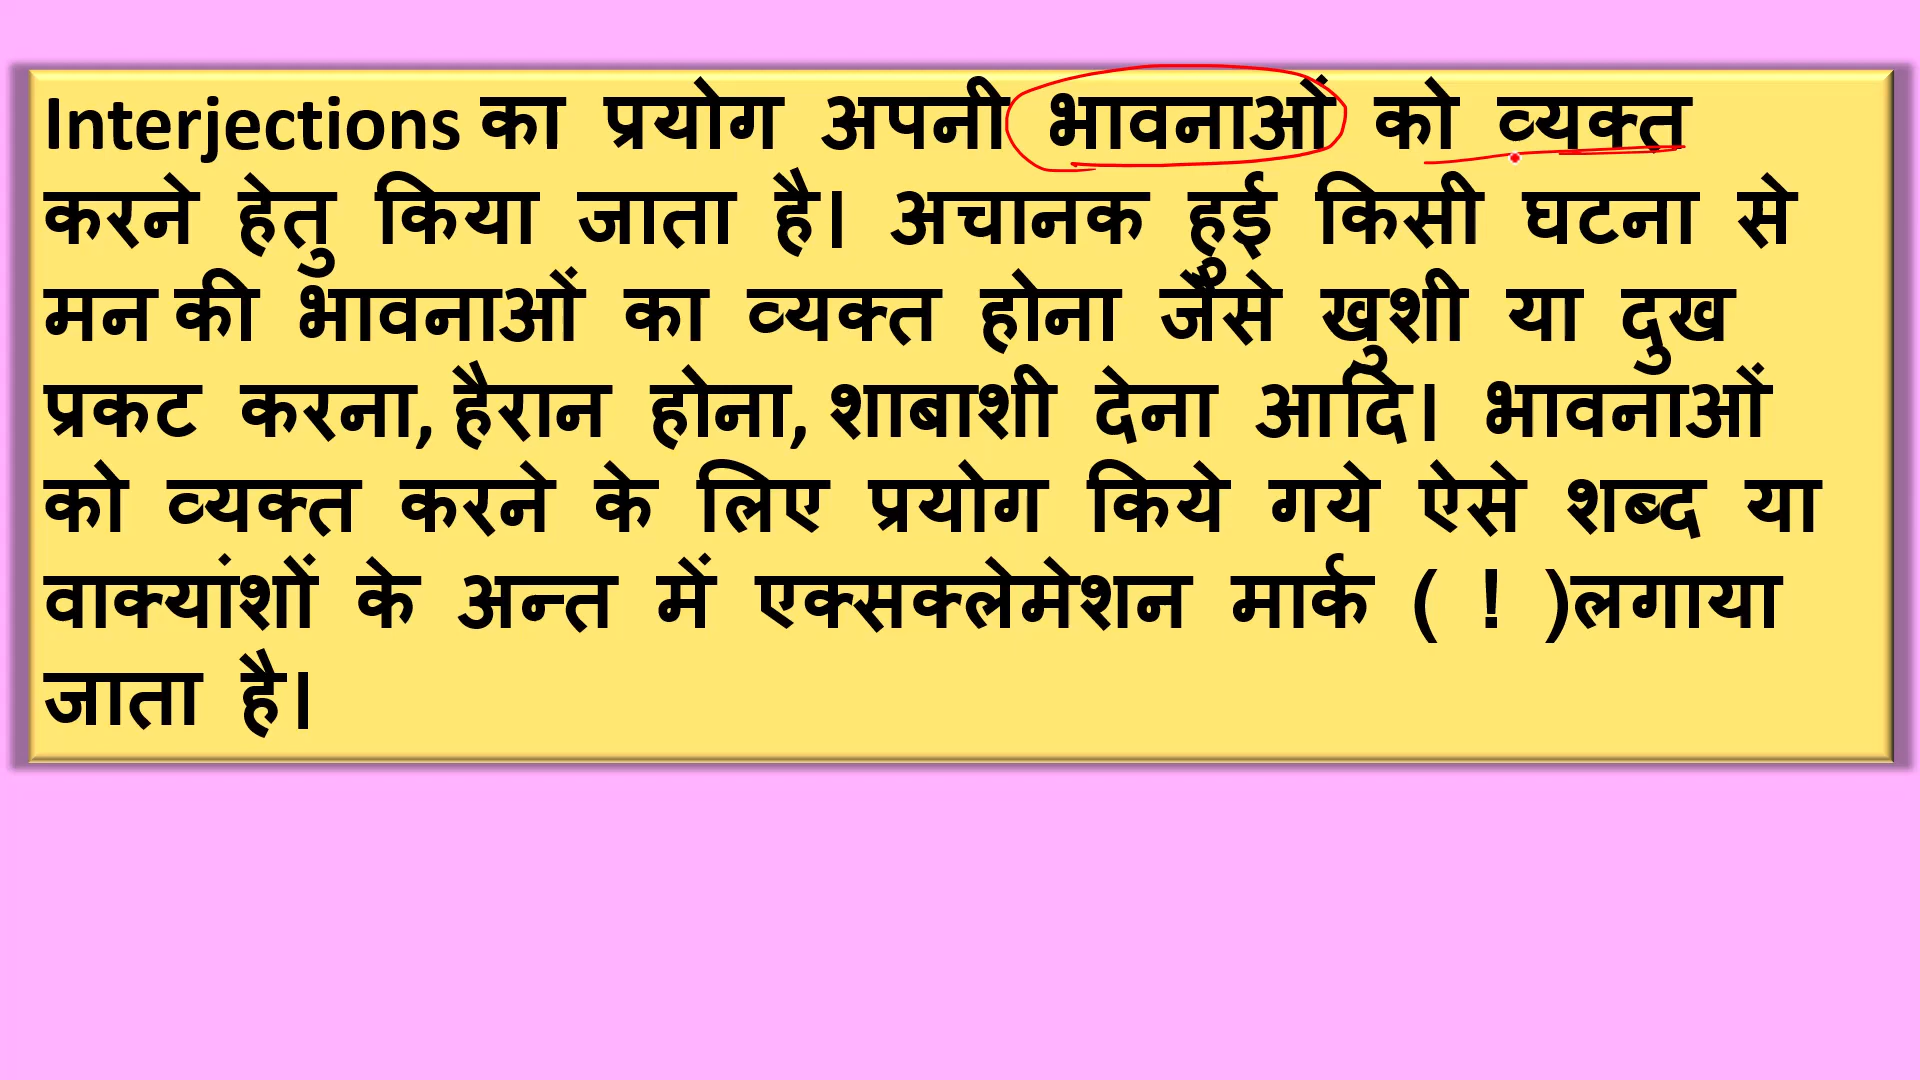 Interjections का प्रयोग अपनी भावनाओं को व्यक्त
करने हेतु किया जाता है। अचानक हुई किसी घटना से
मन की भावनाओं का व्यक्त होना जैसे खुशी या दुख
प्रकट करना, हैरान होना, शाबाशी देना आदि। भावनाओं
को व्यक्त करने के लिए प्रयोग किये गये ऐसे शब्द या
वाक्यांशों के अन्त में एक्सक्लेमेशन मार्क ( ! )लगाया
जाता है।